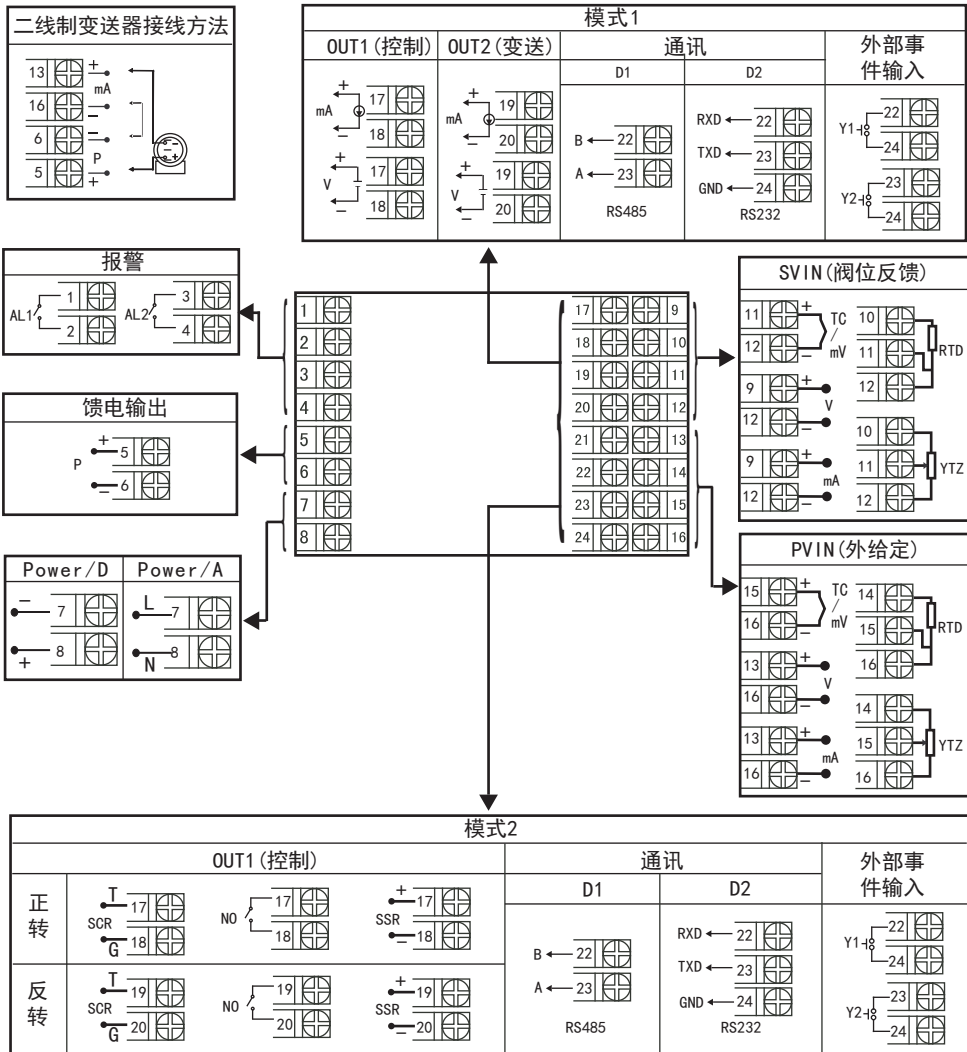 二线制变送器接线方法
13 +
mA
16 −
6 −
P
5 +
模式1
OUT1(控制) OUT2(变送) 通讯 外部事件输入
D1 D2
+ 17
mA
− 18
+ 17
V
− 18
+ 19
mA
− 20
+ 19
V
− 20
B 22
A 23
RS485
RXD 22
TXD 23
GND 24
RS232
Y1 22
24
Y2 23
24
报警
AL1 1
2
AL2 3
4
馈电输出
+ 5
P
− 6
Power/D Power/A
− 7
+ 8
L 7
N 8
1
2
3
4
5
6
7
8
17 9
18 10
19 11
20 12
21 13
22 14
23 15
24 16
SVIN(阀位反馈)
11 + TC
/
12 − mV
10
11 RTD
12
9 +
V
12 −
9 +
mA
12 −
10
11 YTZ
12
PVIN(外给定)
15 + TC
/
16 − mV
14
15 RTD
16
13 +
V
16 −
13 +
mA
16 −
14
15 YTZ
16
模式2
OUT1(控制) 通讯 外部事件输入
D1 D2
正转
T 17
SCR
G 18
NO 17
18
+ 17
SSR
− 18
反转
T 19
SCR
G 20
NO 19
20
+ 19
SSR
− 20
B 22
A 23
RS485
RXD 22
TXD 23
GND 24
RS232
Y1 22
24
Y2 23
24